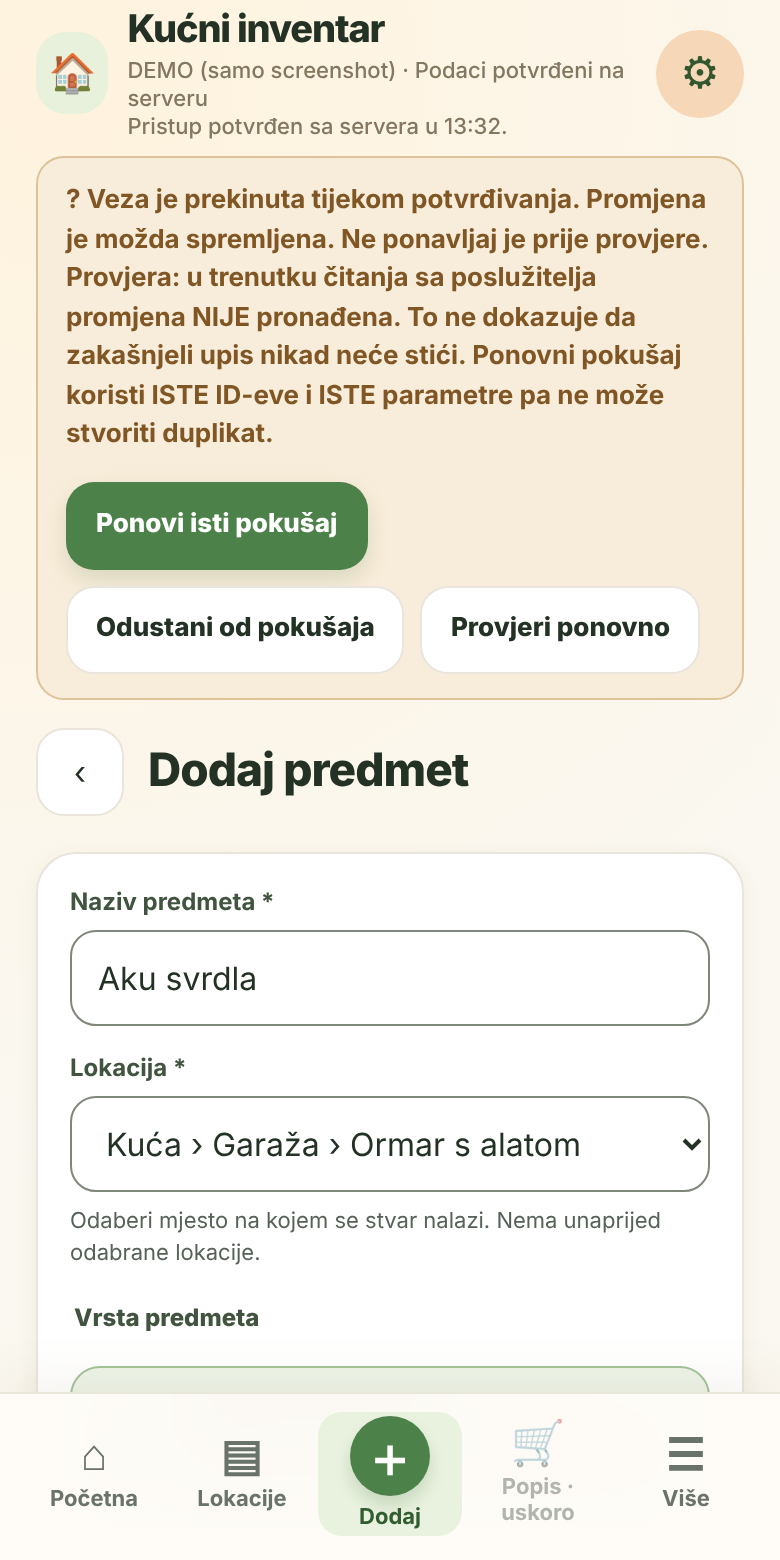 Kućni inventar
DEMO (samo screenshot) · Podaci potvrđeni na
serveru
Pristup potvrđen sa servera u 13:32.
? Veza je prekinuta tijekom potvrđivanja. Promjena
je možda spremljena. Ne ponavljaj je prije provjere.
Provjera: u trenutku čitanja sa poslužitelja
promjena NIJE pronađena. To ne dokazuje da
zakašnjeli upis nikad neće stići. Ponovni pokušaj
koristi ISTE ID-eve i ISTE parametre pa ne može
stvoriti duplikat.
Ponovi isti pokušaj
Odustani od pokušaja
Provjeri ponovno
‹ Dodaj predmet
Naziv predmeta *
Aku svrdla
Lokacija *
Kuća › Garaža › Ormar s alatom
Odaberi mjesto na kojem se stvar nalazi. Nema unaprijed
odabrane lokacije.
Vrsta predmeta
Početna
Lokacije
Dodaj
Popis ·
uskoro
Više